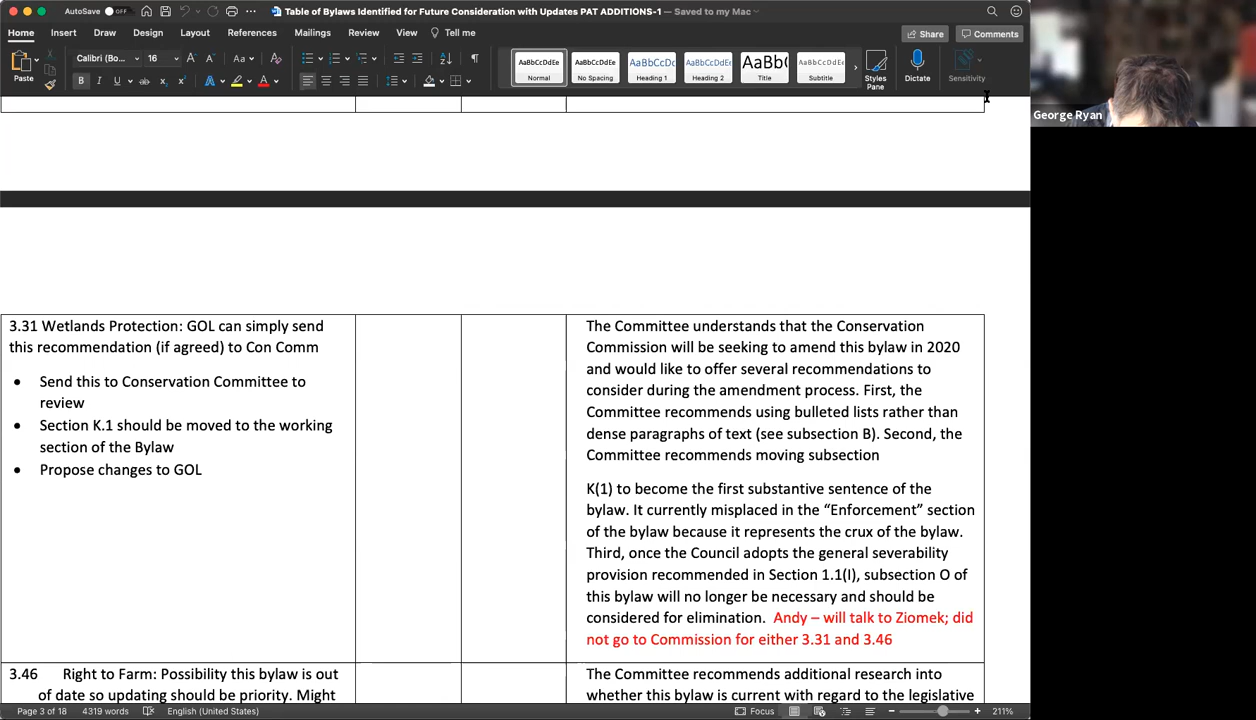 AutoSave OFF Table of Bylaws Identified for Future Consideration with Updates PAT ADDITIONS-1 — Saved to my Mac
Home Insert Draw Design Layout References Mailings Review View Tell me Share Comments
Paste Calibri (Bo... 16 Aa
AaBbCcDdEe AaBbCcDdEe AaBbCcDc AaBbCcDdEe AaBb( AaBbCcDdEe
Normal No Spacing Heading 1 Heading 2 Title Subtitle Styles Pane Dictate Sensitivity
George Ryan
3.31 Wetlands Protection: GOL can simply send
this recommendation (if agreed) to Con Comm
• Send this to Conservation Committee to
review
• Section K.1 should be moved to the working
section of the Bylaw
• Propose changes to GOL
The Committee understands that the Conservation
Commission will be seeking to amend this bylaw in 2020
and would like to offer several recommendations to
consider during the amendment process. First, the
Committee recommends using bulleted lists rather than
dense paragraphs of text (see subsection B). Second, the
Committee recommends moving subsection
K(1) to become the first substantive sentence of the
bylaw. It currently misplaced in the “Enforcement” section
of the bylaw because it represents the crux of the bylaw.
Third, once the Council adopts the general severability
provision recommended in Section 1.1(I), subsection O of
this bylaw will no longer be necessary and should be
considered for elimination. Andy – will talk to Ziomek; did
not go to Commission for either 3.31 and 3.46
3.46 Right to Farm: Possibility this bylaw is out
of date so updating should be priority. Might
The Committee recommends additional research into
whether this bylaw is current with regard to the legislative
Page 3 of 18 4319 words English (United States) Focus 211%